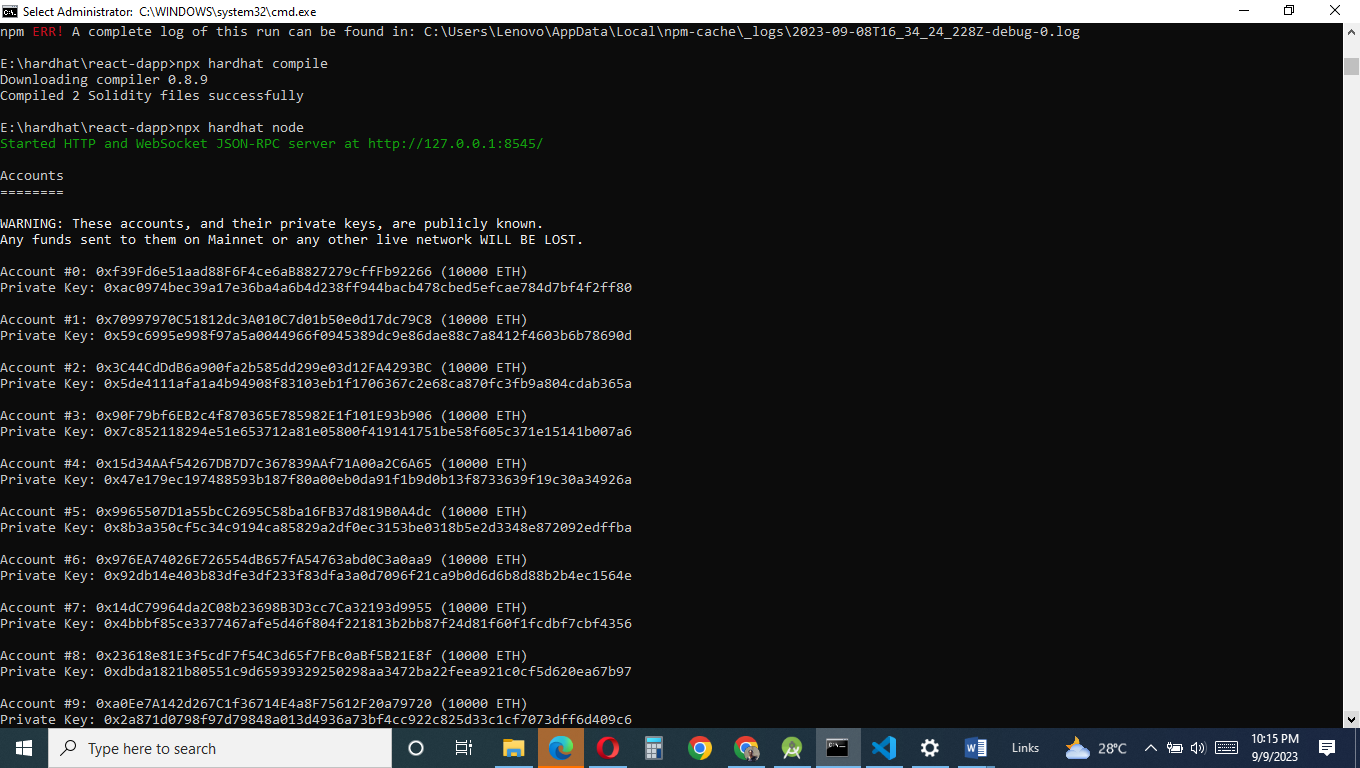 Select Administrator: C:\WINDOWS\system32\cmd.exe
npm ERR! A complete log of this run can be found in: C:\Users\Lenovo\AppData\Local\npm-cache\_logs\2023-09-08T16_34_24_228Z-debug-0.log
E:\hardhat\react-dapp>npx hardhat compile
Downloading compiler 0.8.9
Compiled 2 Solidity files successfully
E:\hardhat\react-dapp>npx hardhat node
Started HTTP and WebSocket JSON-RPC server at http://127.0.0.1:8545/
Accounts
========
WARNING: These accounts, and their private keys, are publicly known.
Any funds sent to them on Mainnet or any other live network WILL BE LOST.
Account #0: 0xf39Fd6e51aad88F6F4ce6aB8827279cffFb92266 (10000 ETH)
Private Key: 0xac0974bec39a17e36ba4a6b4d238ff944bacb478cbed5efcae784d7bf4f2ff80
Account #1: 0x70997970C51812dc3A010C7d01b50e0d17dc79C8 (10000 ETH)
Private Key: 0x59c6995e998f97a5a0044966f0945389dc9e86dae88c7a8412f4603b6b78690d
Account #2: 0x3C44CdDdB6a900fa2b585dd299e03d12FA4293BC (10000 ETH)
Private Key: 0x5de4111afa1a4b94908f83103eb1f1706367c2e68ca870fc3fb9a804cdab365a
Account #3: 0x90F79bf6EB2c4f870365E785982E1f101E93b906 (10000 ETH)
Private Key: 0x7c852118294e51e653712a81e05800f419141751be58f605c371e15141b007a6
Account #4: 0x15d34AAf54267DB7D7c367839AAf71A00a2C6A65 (10000 ETH)
Private Key: 0x47e179ec197488593b187f80a00eb0da91f1b9d0b13f8733639f19c30a34926a
Account #5: 0x9965507D1a55bcC2695C58ba16FB37d819B0A4dc (10000 ETH)
Private Key: 0x8b3a350cf5c34c9194ca85829a2df0ec3153be0318b5e2d3348e872092edffba
Account #6: 0x976EA74026E726554dB657fA54763abd0C3a0aa9 (10000 ETH)
Private Key: 0x92db14e403b83dfe3df233f83dfa3a0d7096f21ca9b0d6d6b8d88b2b4ec1564e
Account #7: 0x14dC79964da2C08b23698B3D3cc7Ca32193d9955 (10000 ETH)
Private Key: 0x4bbbf85ce3377467afe5d46f804f221813b2bb87f24d81f60f1fcdbf7cbf4356
Account #8: 0x23618e81E3f5cdF7f54C3d65f7FBc0aBf5B21E8f (10000 ETH)
Private Key: 0xdbda1821b80551c9d65939329250298aa3472ba22feea921c0cf5d620ea67b97
Account #9: 0xa0Ee7A142d267C1f36714E4a8F75612F20a79720 (10000 ETH)
Private Key: 0x2a871d0798f97d79848a013d4936a73bf4cc922c825d33c1cf7073dff6d409c6
Type here to search
Links
28°C
10:15 PM
9/9/2023